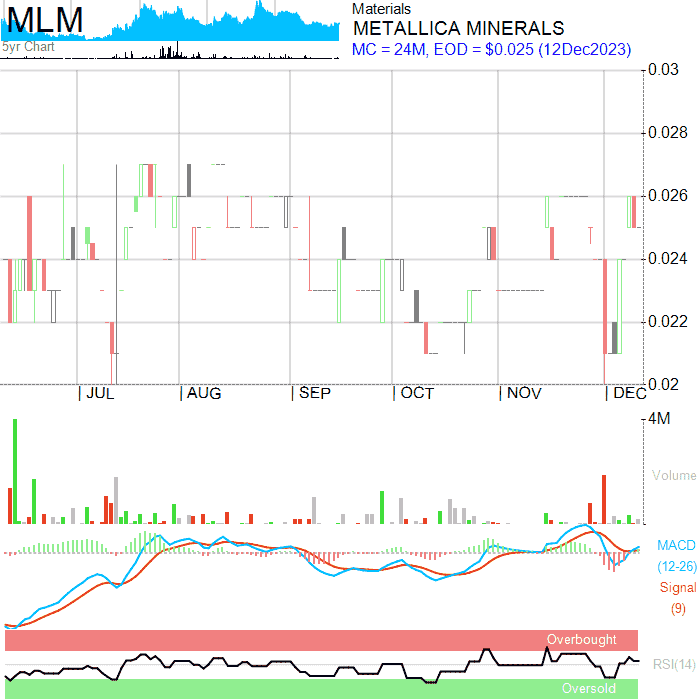 MLM
5yr Chart
Materials
METALLICA MINERALS
MC = 24M, EOD = $0.025 (12Dec2023)
0.03
0.028
0.026
0.024
0.022
0.02
JUL AUG SEP OCT NOV DEC
4M
Volume
MACD
(12-26)
Signal
(9)
Overbought
RSI(14)
Oversold